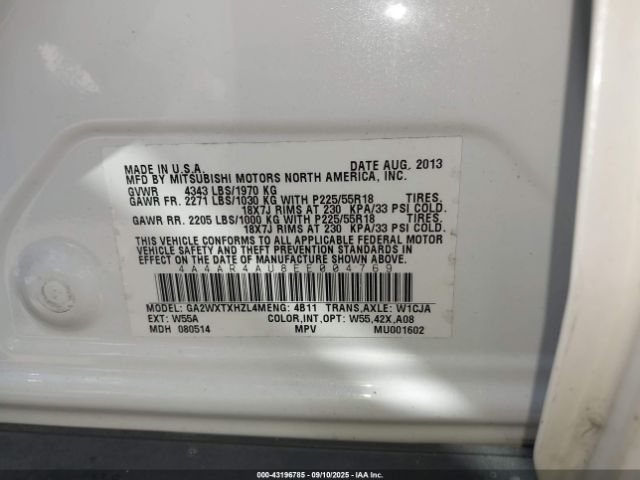 MADE IN U.S.A. DATE AUG. 2013
MFD BY MITSUBISHI MOTORS NORTH AMERICA, INC.
GVWR 4343 LBS/1970 KG
GAWR FR. 2271 LBS/1030 KG WITH P225/55R18 TIRES,
18X7J RIMS AT 230 KPA/33 PSI COLD.
GAWR RR. 2205 LBS/1000 KG WITH P225/55R18 TIRES,
18X7J RIMS AT 230 KPA/33 PSI COLD.
THIS VEHICLE CONFORMS TO ALL APPLICABLE FEDERAL MOTOR
VEHICLE SAFETY AND THEFT PREVENTION STANDARDS IN
EFFECT ON THE DATE OF MANUFACTURE SHOWN ABOVE.
4A4AR4AU8EE004769
MODEL: GA2WXTXHZL4MENG: 4B11 TRANS,AXLE: W1CJA
EXT: W55A COLOR,INT,OPT: W55,42X,A08
MDH 080514 MPV MU001602
000-43196785 - 09/10/2025 - IAA Inc.